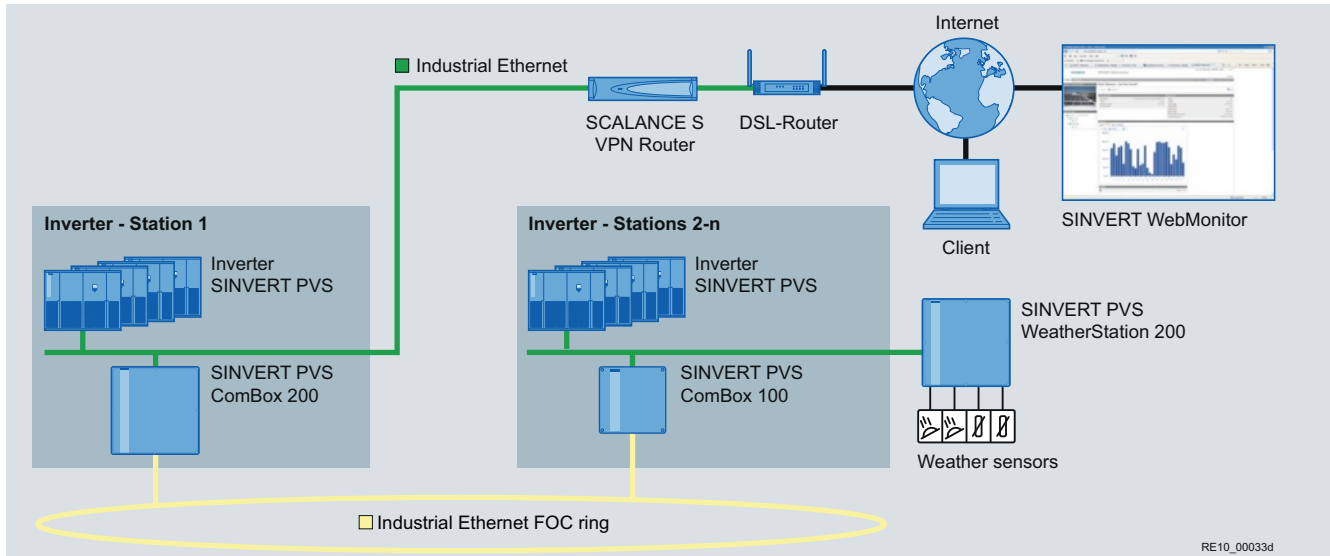 Internet
Industrial Ethernet
SCALANCE S
VPN Router
DSL-Router
Client
SINVERT WebMonitor
Inverter - Station 1
Inverter
SINVERT PVS
SINVERT PVS
ComBox 200
Inverter - Stations 2-n
Inverter
SINVERT PVS
SINVERT PVS
ComBox 100
SINVERT PVS
WeatherStation 200
Weather sensors
Industrial Ethernet FOC ring
RE10_00033d